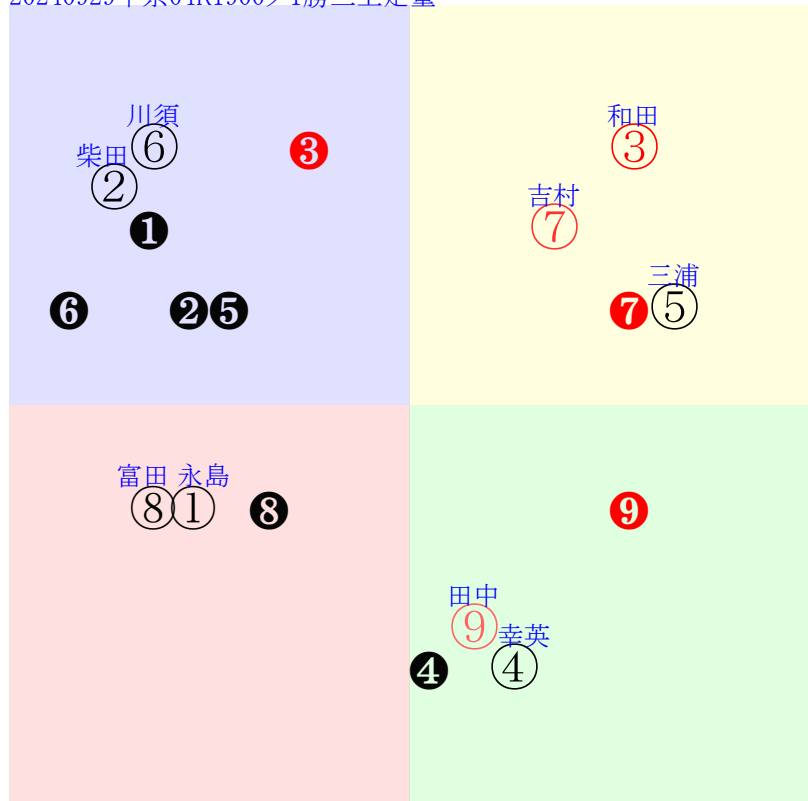 川須
⑥
❸
柴田
②
❶
❻
❷❺
和田
③
吉村
⑦
三浦
❼⑤
富田 永島
⑧① ❽
❾
田中
⑨
幸英
❹ ④